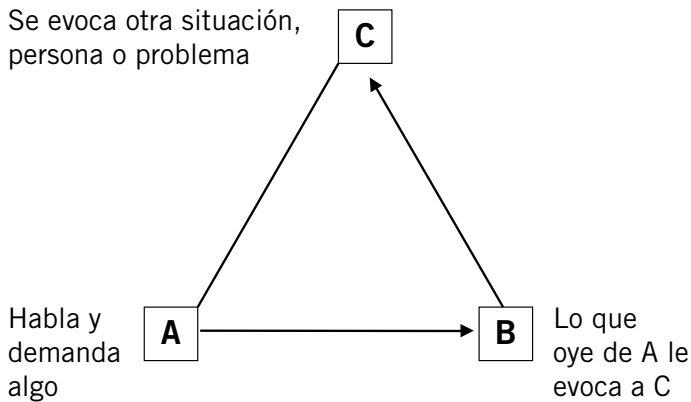 Se evoca otra situación,
persona o problema
C
Habla y
demanda
algo
A
B
Lo que
oye de A le
evoca a C